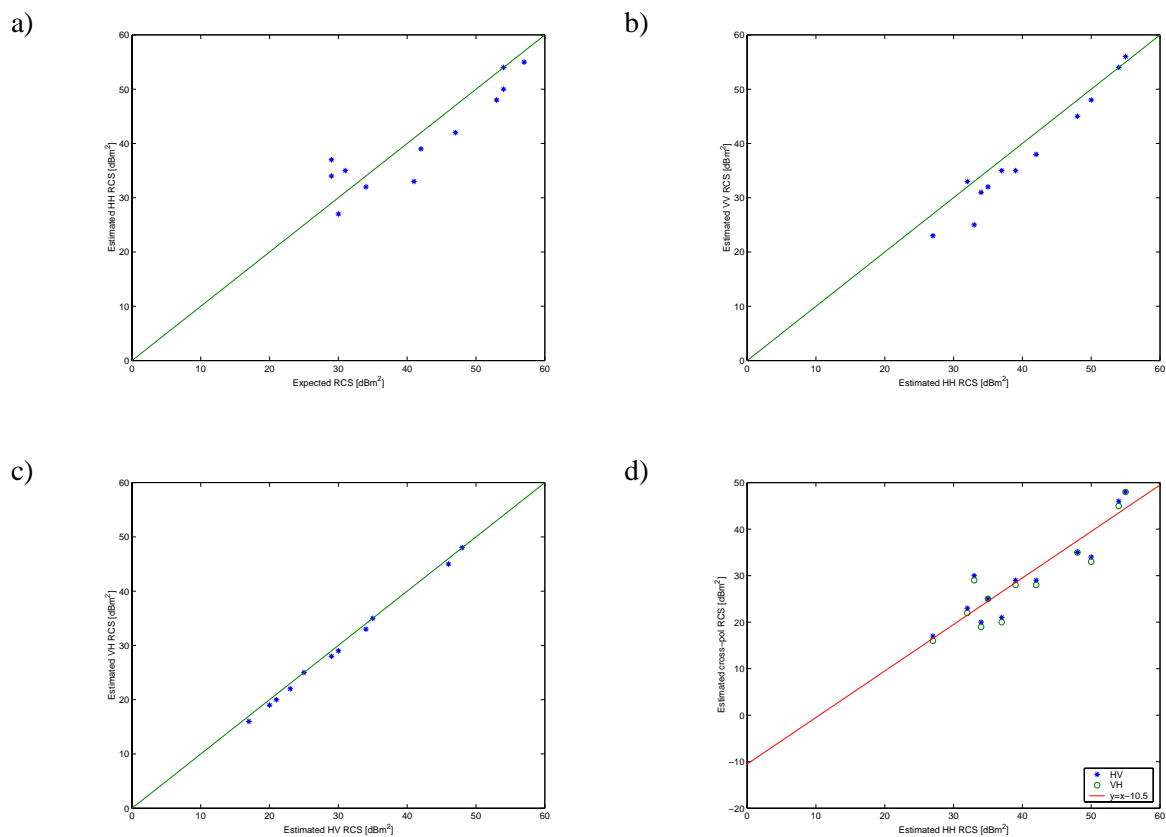 a)
60
50
40
30
20
10
0
0 10 20 30 40 50 60
Estimated HH RCS [dBm²]
Expected RCS [dBm²]
b)
60
50
40
30
20
10
0
0 10 20 30 40 50 60
Estimated VV RCS [dBm²]
Estimated HH RCS [dBm²]
c)
60
50
40
30
20
10
0
0 10 20 30 40 50 60
Estimated VH RCS [dBm²]
Estimated HV RCS [dBm²]
d)
50
40
30
20
10
0
−10
−20
0 10 20 30 40 50 60
Estimated cross−pol RCS [dBm²]
Estimated HH RCS [dBm²]
HV
VH
y=x−10.5